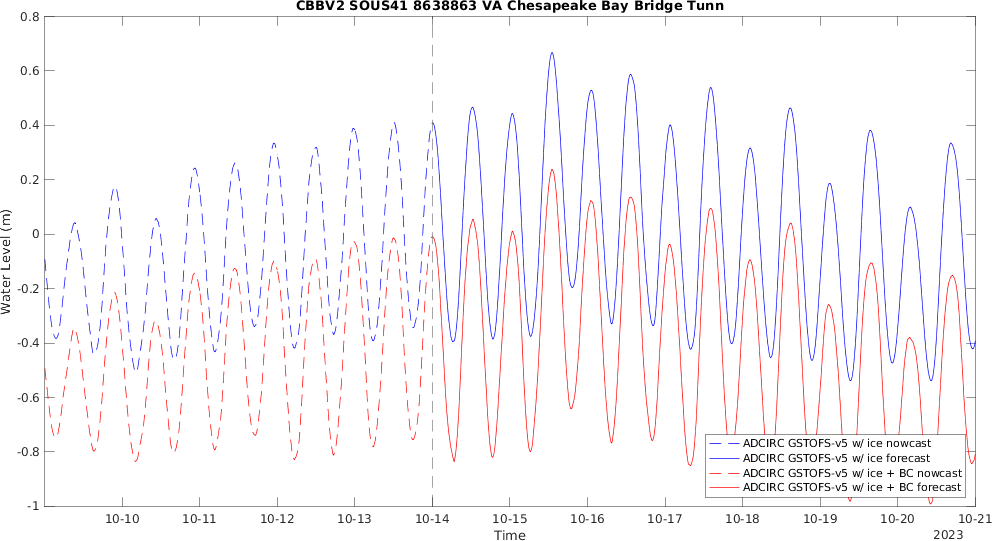 CBBV2 SOUS41 8638863 VA Chesapeake Bay Bridge Tunn
Water Level (m)
0.8
0.6
0.4
0.2
0
-0.2
-0.4
-0.6
-0.8
-1
ADCIRC GSTOFS-v5 w/ ice nowcast
ADCIRC GSTOFS-v5 w/ ice forecast
ADCIRC GSTOFS-v5 w/ ice + BC nowcast
ADCIRC GSTOFS-v5 w/ ice + BC forecast
10-10 10-11 10-12 10-13 10-14 10-15 10-16 10-17 10-18 10-19 10-20 10-21
Time
2023